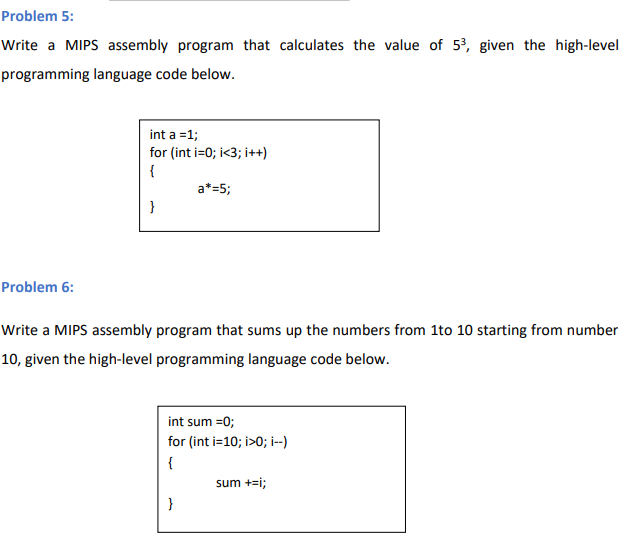 Problem 5:
Write a MIPS assembly program that calculates the value of 5³, given the high-level
programming language code below.
int a =1;
for (int i=0; i<3; i++)
{
a*=5;
}
Problem 6:
Write a MIPS assembly program that sums up the numbers from 1to 10 starting from number
10, given the high-level programming language code below.
int sum =0;
for (int i=10; i>0; i--)
{
sum +=i;
}